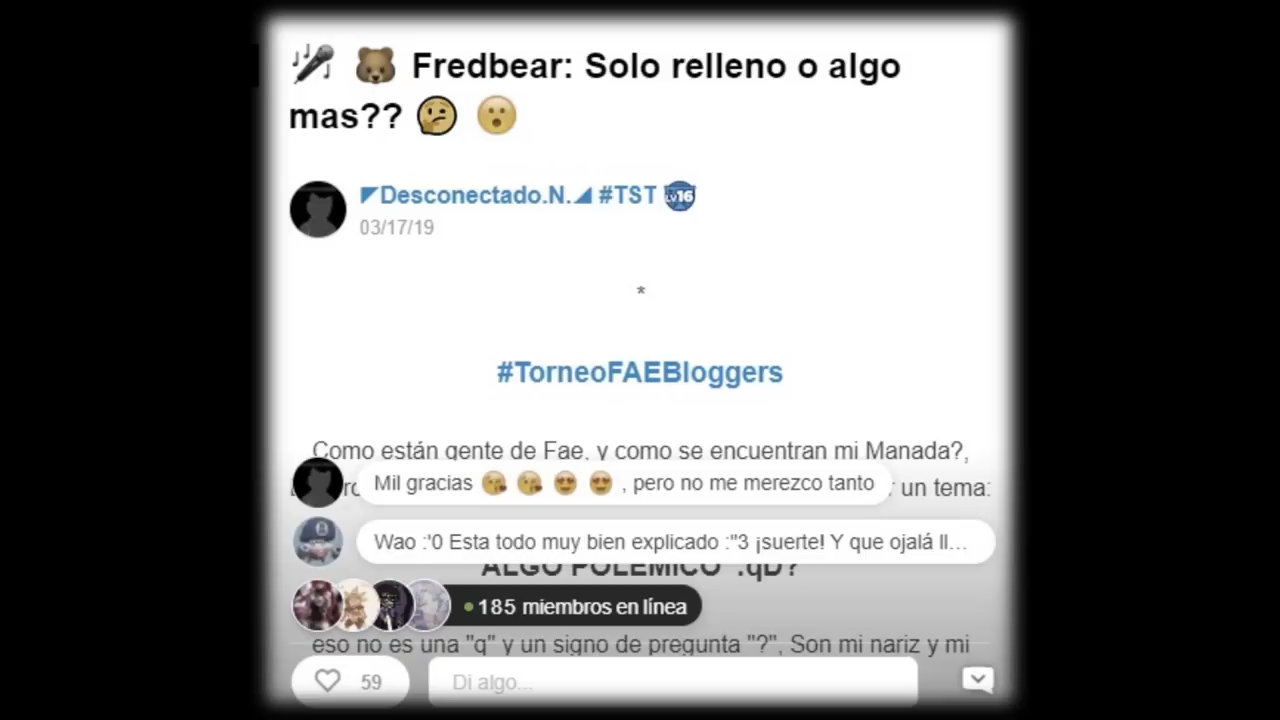 Fredbear: Solo relleno o algo
mas??
◤Desconectado.N.◢ #TST LV16
03/17/19
*
#TorneoFAEBloggers
Como están gente de Fae, y como se encuentran mi Manada?,
un tema:
Mil gracias 😘 😘 😍 😍 , pero no me merezco tanto
Wao :'0 Esta todo muy bien explicado :"3 ¡suerte! Y que ojalá ll...
ALGO POLEMICO :qD?
185 miembros en línea
eso no es una "q" y un signo de pregunta "?", Son mi nariz y mi
59
Di algo...